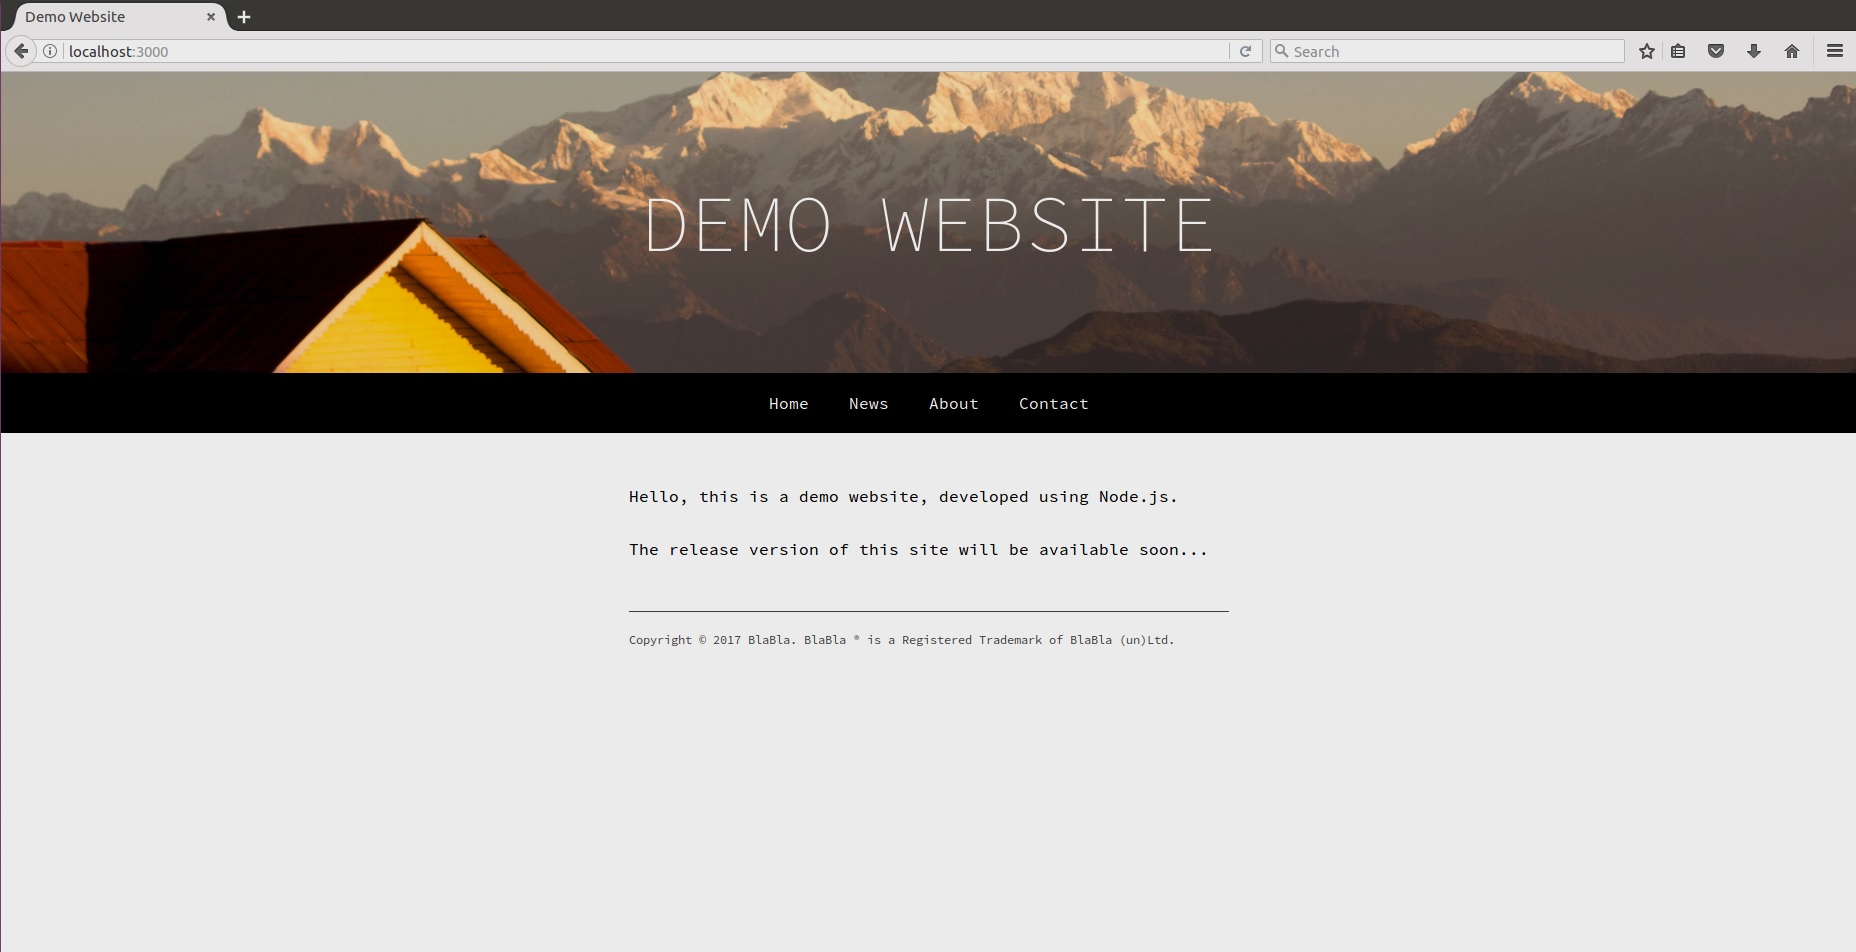 Demo Website
localhost:3000
Search
DEMO WEBSITE
Home News About Contact
Hello, this is a demo website, developed using Node.js.
The release version of this site will be available soon...
Copyright © 2017 BlaBla. BlaBla ® is a Registered Trademark of BlaBla (un)Ltd.